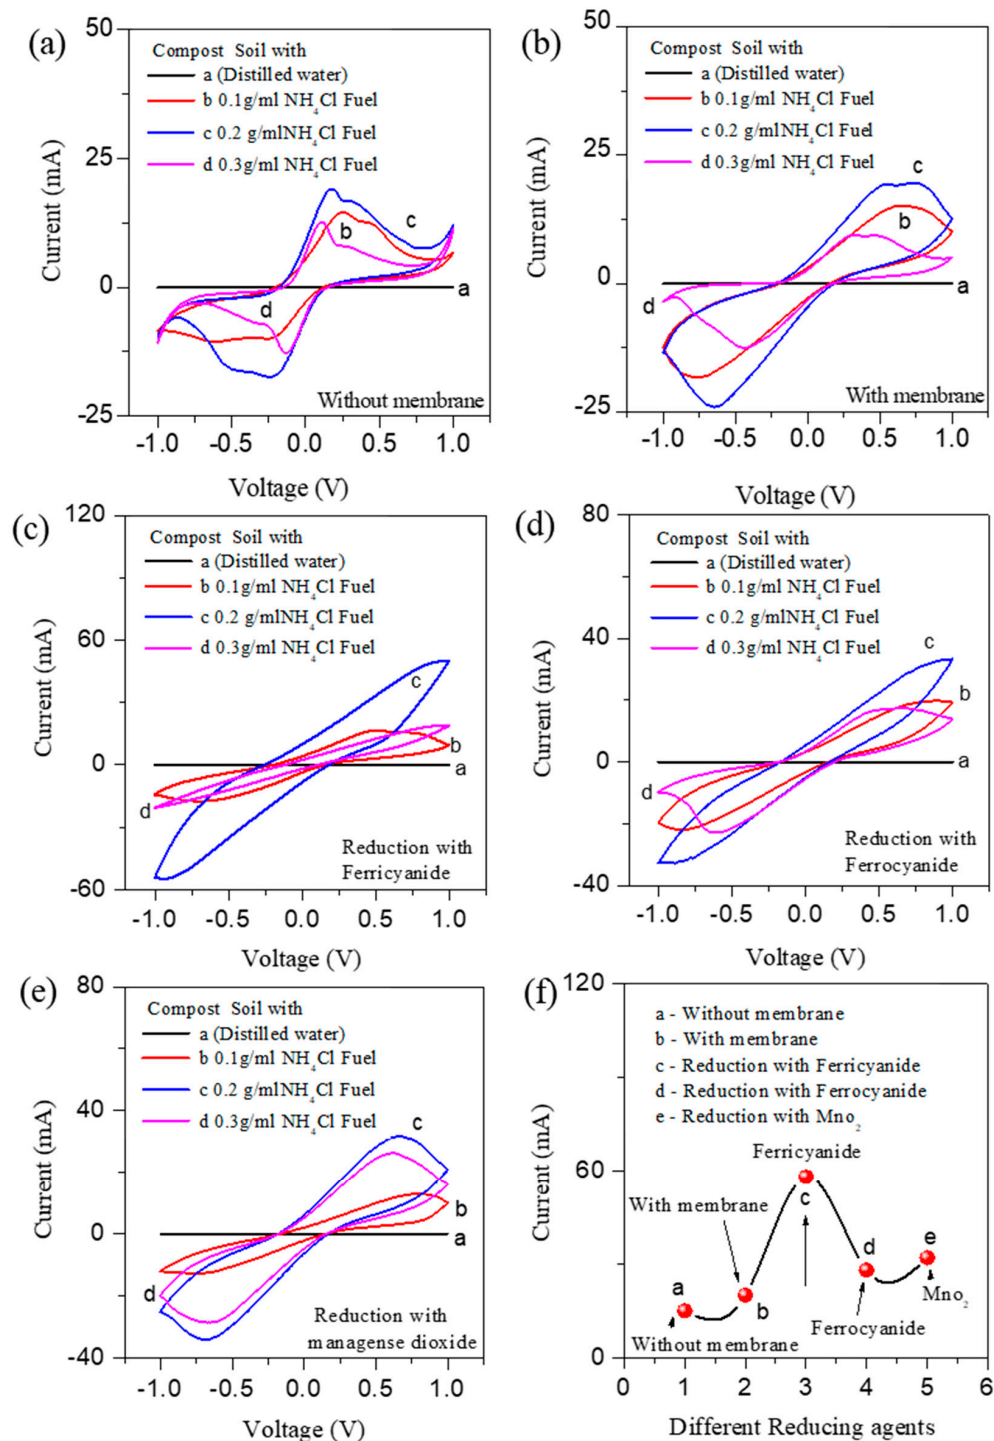 (a)
50
25
0
-25
Current (mA)
Compost Soil with
a (Distilled water)
b 0.1g/ml NH4Cl Fuel
c 0.2 g/mlNH4Cl Fuel
d 0.3g/ml NH4Cl Fuel
c
b
a
d
Without membrane
-1.0 -0.5 0.0 0.5 1.0
Voltage (V)
(b)
50
25
0
-25
Current (mA)
Compost Soil with
a (Distilled water)
b 0.1g/ml NH4Cl Fuel
c 0.2 g/mlNH4Cl Fuel
d 0.3g/ml NH4Cl Fuel
c
b
a
d
With membrane
-1.0 -0.5 0.0 0.5 1.0
Voltage (V)
(c)
120
60
0
-60
Current (mA)
Compost Soil with
a (Distilled water)
b 0.1g/ml NH4Cl Fuel
c 0.2 g/mlNH4Cl Fuel
d 0.3g/ml NH4Cl Fuel
c
b
a
d
Reduction with
Ferricyanide
-1.0 -0.5 0.0 0.5 1.0
Voltage (V)
(d)
80
40
0
-40
Current (mA)
Compost Soil with
a (Distilled water)
b 0.1g/ml NH4Cl Fuel
c 0.2 g/mlNH4Cl Fuel
d 0.3g/ml NH4Cl Fuel
c
b
a
d
Reduction with
Ferrocyanide
-1.0 -0.5 0.0 0.5 1.0
Voltage (V)
(e)
80
40
0
-40
Current (mA)
Compost Soil with
a (Distilled water)
b 0.1g/ml NH4Cl Fuel
c 0.2 g/mlNH4Cl Fuel
d 0.3g/ml NH4Cl Fuel
c
b
a
d
Reduction with
managense dioxide
-1.0 -0.5 0.0 0.5 1.0
Voltage (V)
(f)
120
60
0
Current (mA)
a - Without membrane
b - With membrane
c - Reduction with Ferricyanide
d - Reduction with Ferrocyanide
e - Reduction with Mno2
Ferricyanide
With membrane
c
d
e
a
b
Mno2
Ferrocyanide
Without membrane
0 1 2 3 4 5 6
Different Reducing agents